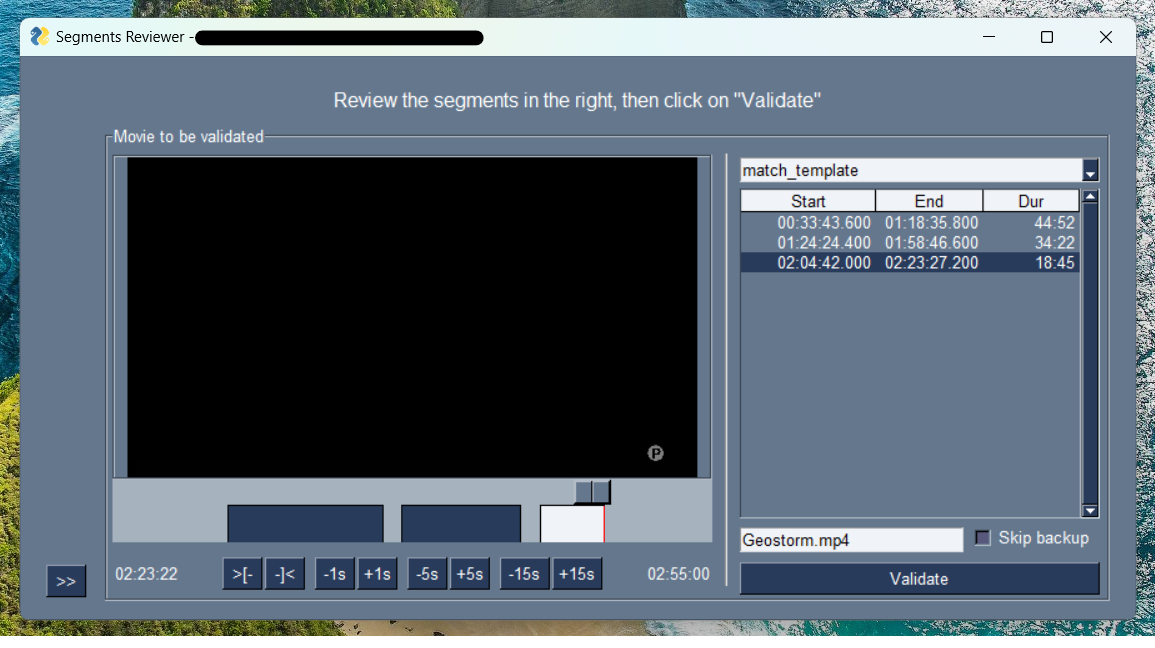 Segments Reviewer -
Review the segments in the right, then click on "Validate"
Movie to be validated
match_template
Start End Dur
00:33:43.600 01:18:35.800 44:52
01:24:24.400 01:58:46.600 34:22
02:04:42.000 02:23:27.200 18:45
P
Geostorm.mp4 Skip backup
>> 02:23:22 >[- -]< -1s +1s -5s +5s -15s +15s 02:55:00
Validate